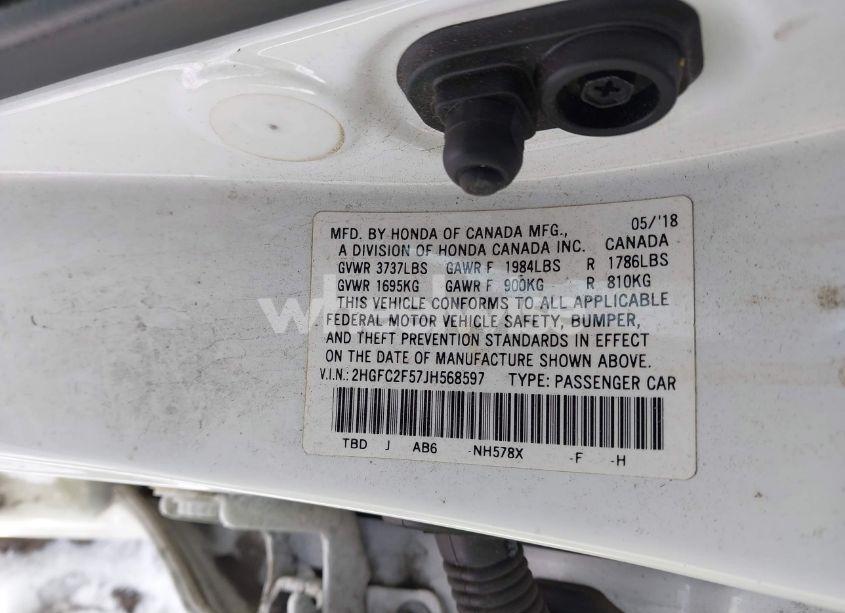 MFD. BY HONDA OF CANADA MFG., 05/'18
A DIVISION OF HONDA CANADA INC. CANADA
GVWR 3737LBS GAWR F 1984LBS R 1786LBS
GVWR 1695KG GAWR F 900KG R 810KG
THIS VEHICLE CONFORMS TO ALL APPLICABLE
FEDERAL MOTOR VEHICLE SAFETY, BUMPER,
AND THEFT PREVENTION STANDARDS IN EFFECT
ON THE DATE OF MANUFACTURE SHOWN ABOVE.
V.I.N.: 2HGFC2F57JH568597 TYPE: PASSENGER CAR
TBD J AB6 -NH578X -F -H